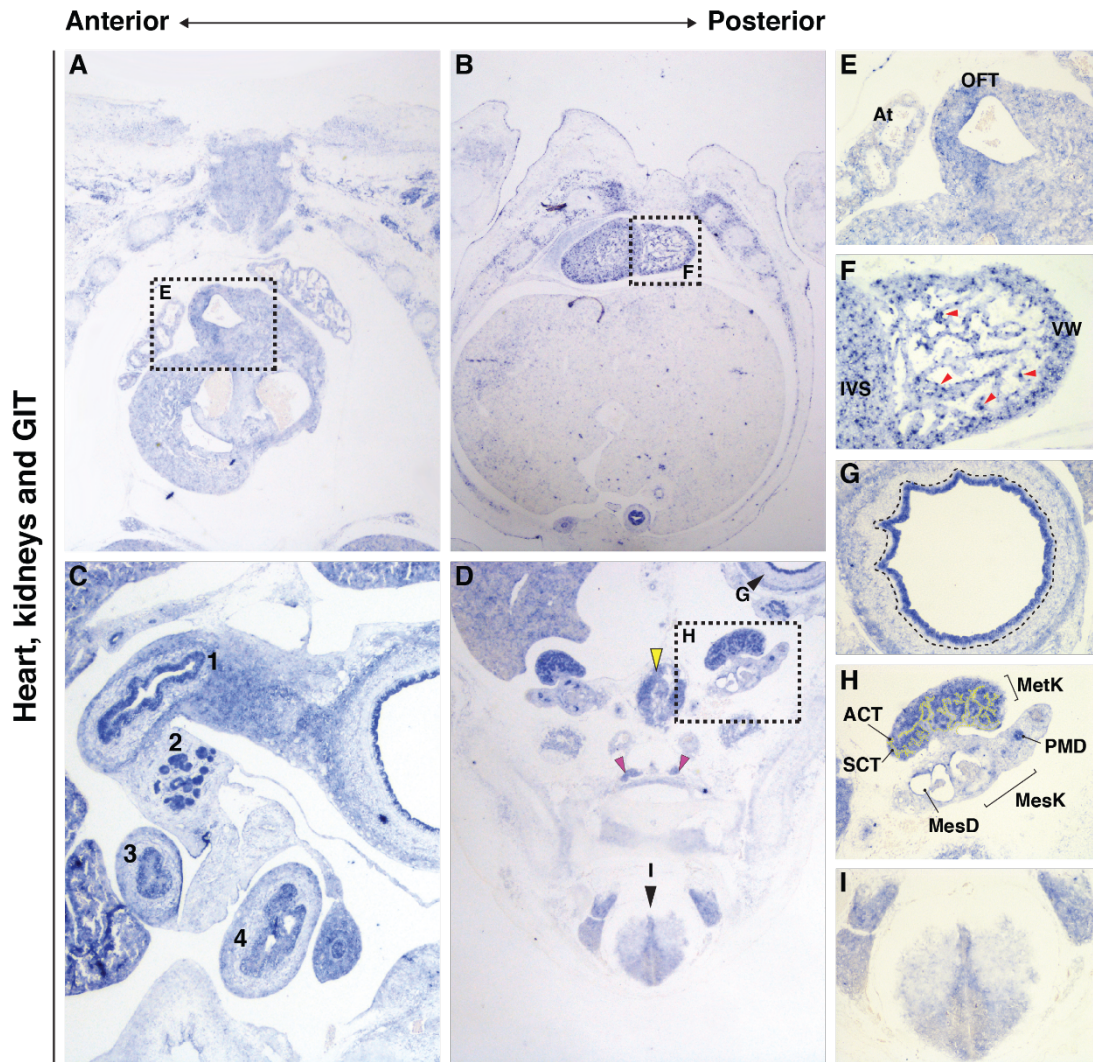 Anterior Posterior
Heart, kidneys and GIT
A
E
B
F
C
1
2
3
4
D
G
H
I
E
OFT
At
F
VW
IVS
G
H
MetK
ACT
PMD
SCT
MesK
MesD
I